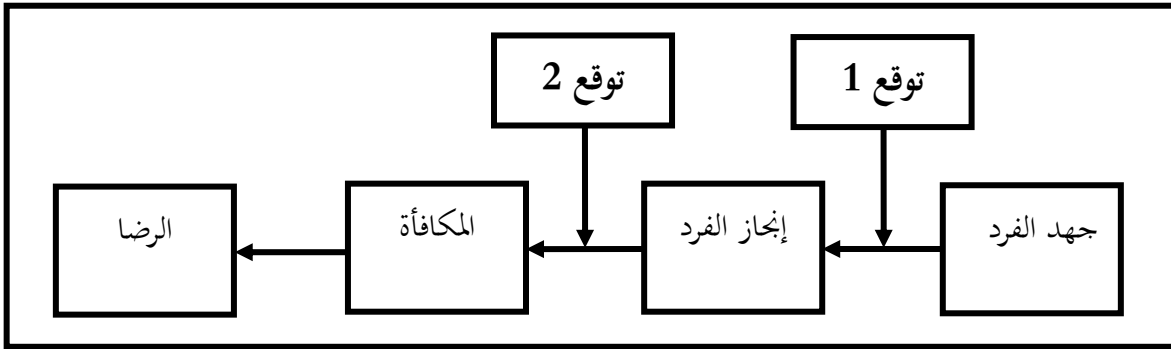 توقع 1
توقع 2
جهد الفرد
إنجاز الفرد
المكافأة
الرضا